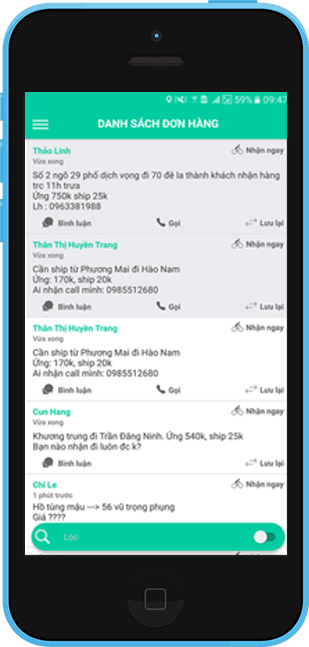 59% 09:47
DANH SÁCH ĐƠN HÀNG
Thảo Linh Nhận ngay
Vừa xong
Số 2 ngõ 29 phố dịch vọng đi 70 đê la thành khách nhận hàng
trc 11h trưa
Ứng 750k ship 25k
Lh : 0963381988
Bình luận Gọi Lưu lại
Thân Thị Huyền Trang Nhận ngay
Vừa xong
Cần ship từ Phương Mai đi Hào Nam
Ứng: 170k, ship 20k
Ai nhận call mình: 0985512680
Bình luận Gọi Lưu lại
Thân Thị Huyền Trang Nhận ngay
Vừa xong
Cần ship từ Phương Mai đi Hào Nam
Ứng: 170k, ship 20k
Ai nhận call mình: 0985512680
Bình luận Gọi Lưu lại
Cun Hang Nhận ngay
Vừa xong
Khương trung đi Trần Đăng Ninh. Ứng 540k, ship 25k
Bạn nào nhận đi luôn đc k?
Bình luận Lưu lại
Chi Le Nhận ngay
1 phút trước
Hồ tùng mậu ---> 56 vũ trọng phụng
Giá ????
Lọc